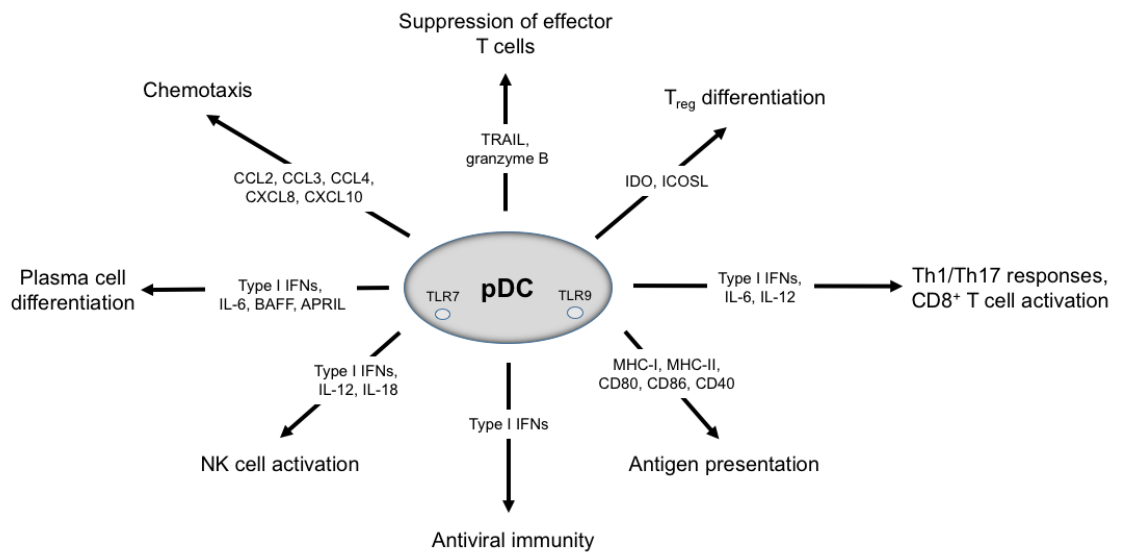 Suppression of effector
T cells
Chemotaxis
Treg differentiation
TRAIL,
granzyme B
CCL2, CCL3, CCL4,
CXCL8, CXCL10
IDO, ICOSL
Plasma cell
differentiation
Type I IFNs,
IL-6, BAFF, APRIL
TLR7
pDC
TLR9
Type I IFNs,
IL-6, IL-12
Th1/Th17 responses,
CD8⁺ T cell activation
Type I IFNs,
IL-12, IL-18
MHC-I, MHC-II,
CD80, CD86, CD40
Type I IFNs
NK cell activation
Antigen presentation
Antiviral immunity